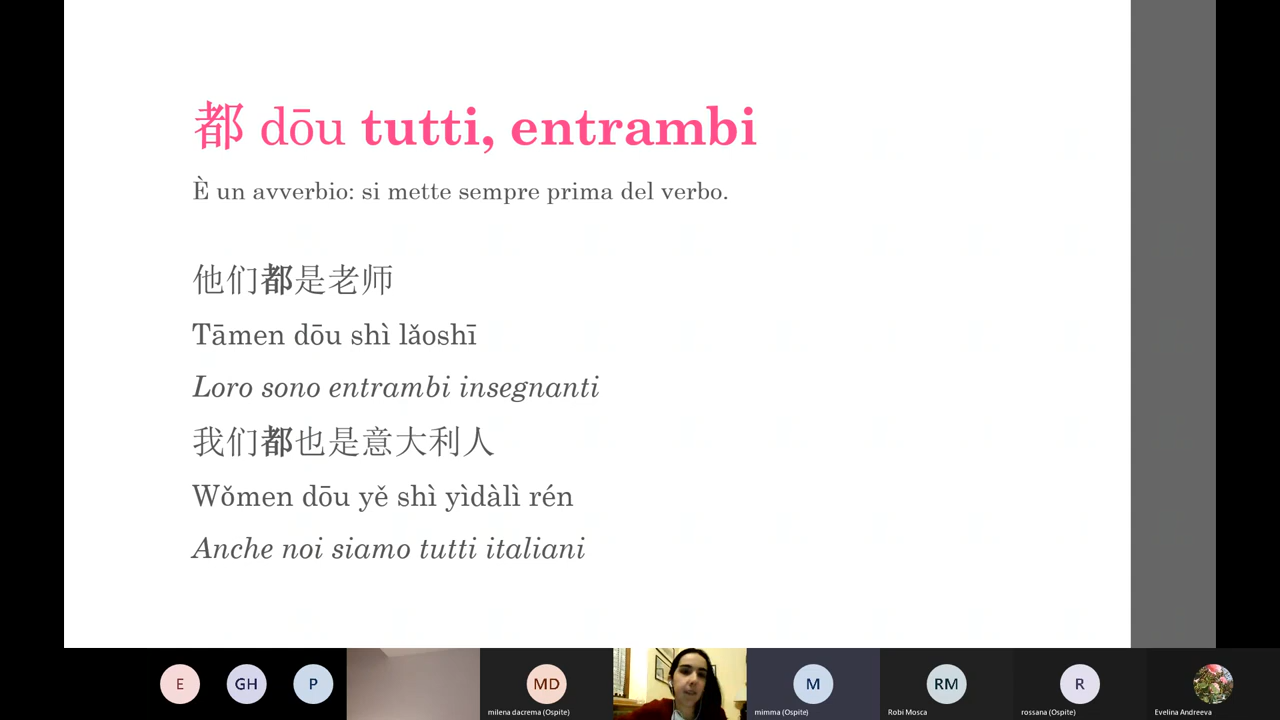 都 dōu tutti, entrambi
È un avverbio: si mette sempre prima del verbo.
他们都是老师
Tāmen dōu shì lǎoshī
Loro sono entrambi insegnanti
我们都也是意大利人
Wǒmen dōu yě shì yìdàlì rén
Anche noi siamo tutti italiani
E
GH
P
MD
M
RM
R
milena dacrema (Ospite)
mimma (Ospite)
Robi Mosca
rossana (Ospite)
Evelina Andreeva